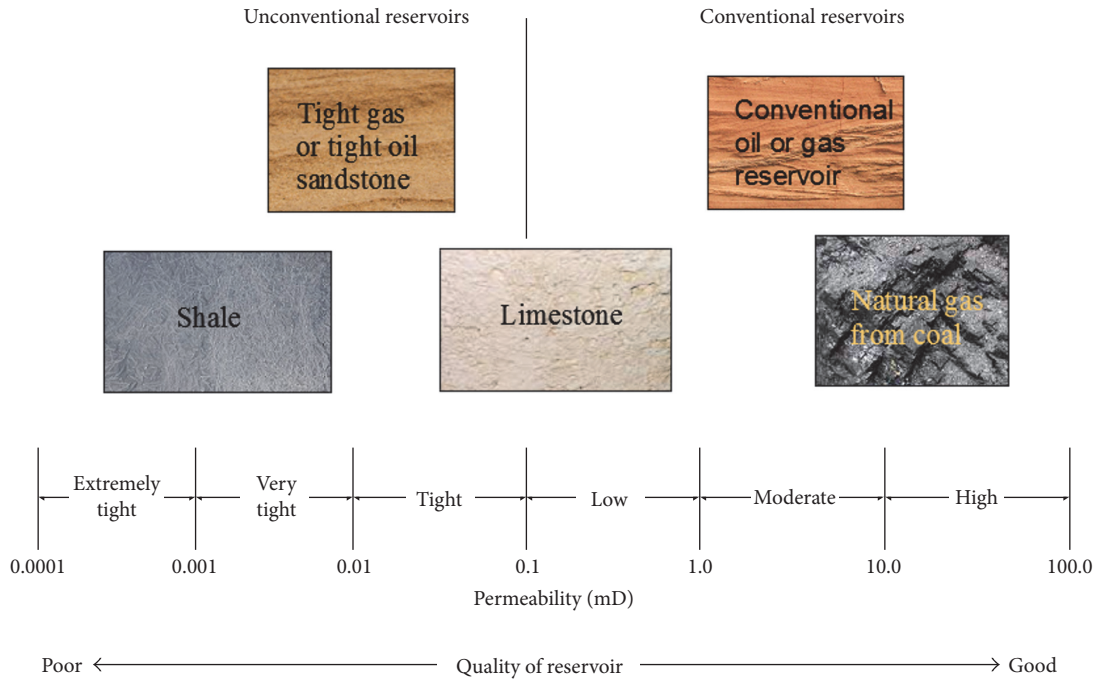 Unconventional reservoirs
Conventional reservoirs
Tight gas
or tight oil
sandstone
Conventional
oil or gas
reservoir
Shale
Limestone
Natural gas
from coal
Extremely
tight
Very
tight
Tight
Low
Moderate
High
0.0001
0.001
0.01
0.1
1.0
10.0
100.0
Permeability (mD)
Poor
Quality of reservoir
Good